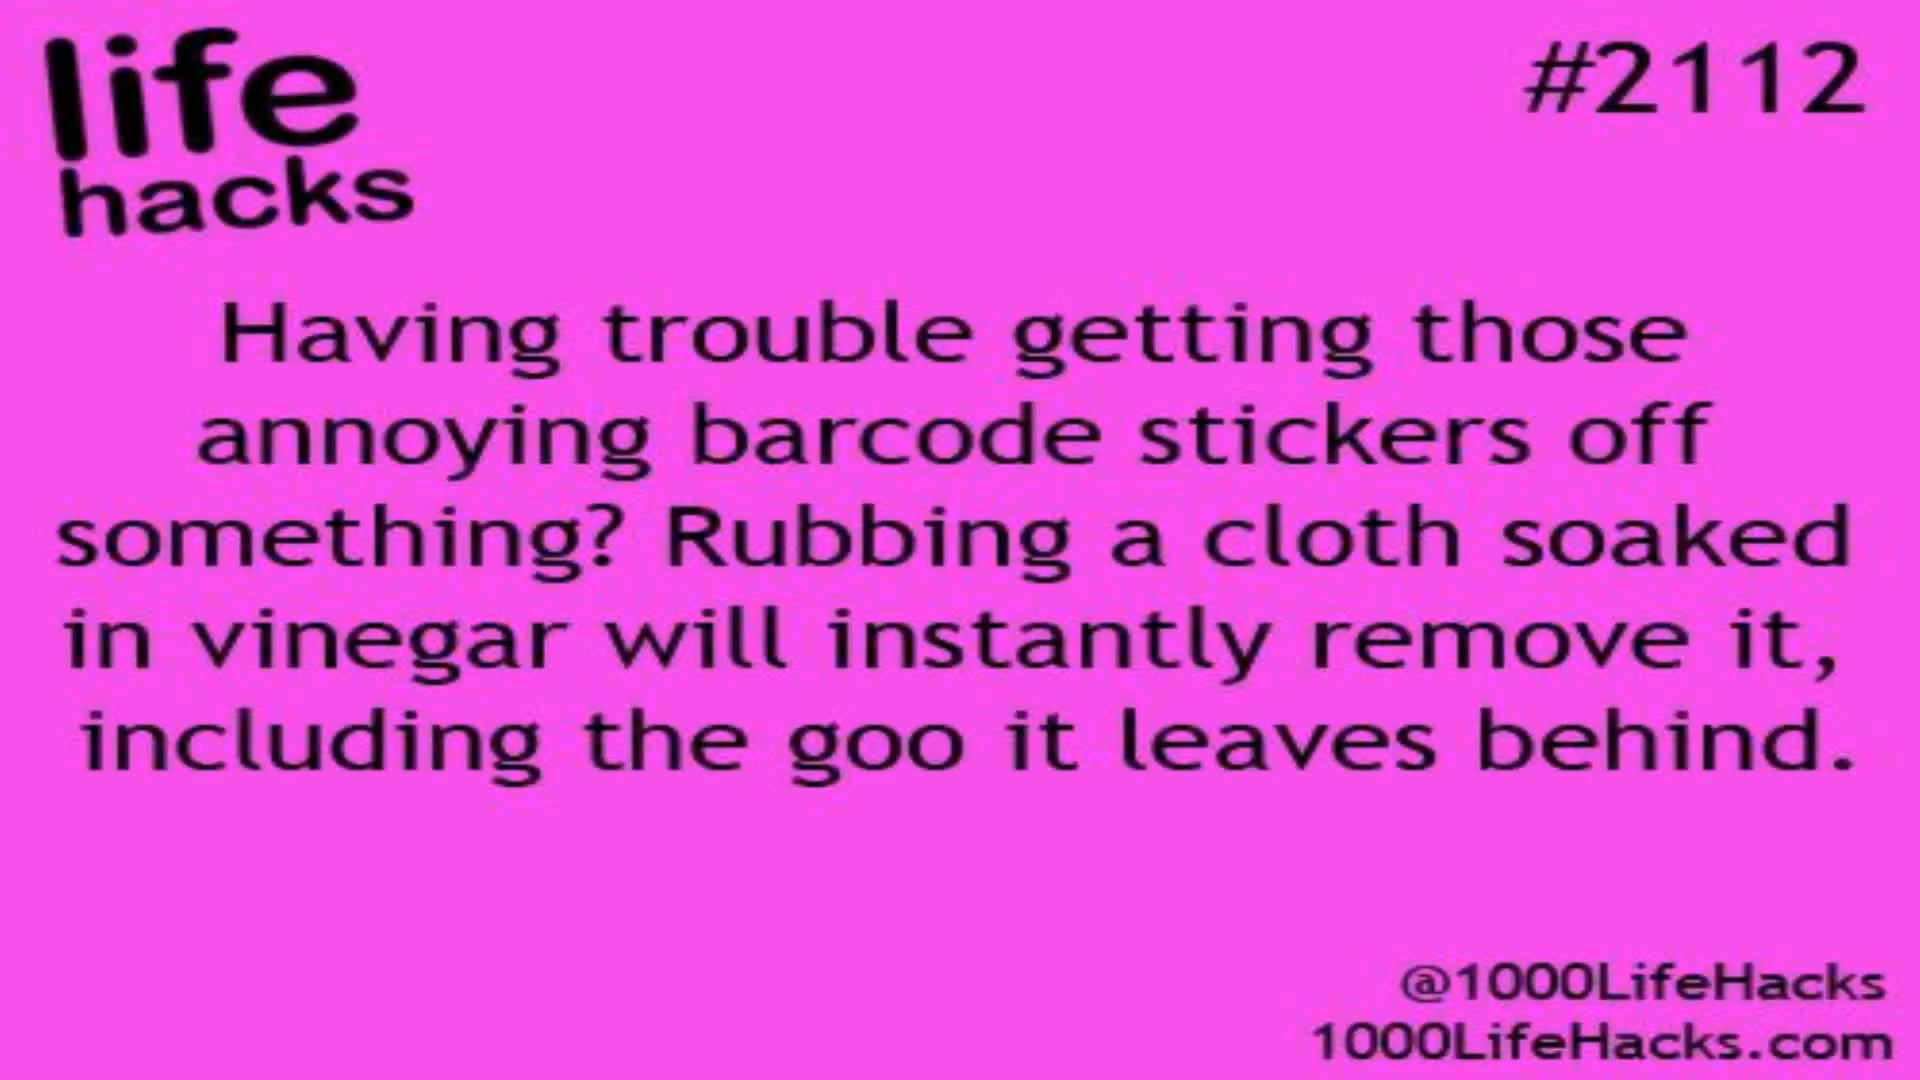 life
hacks
#2112
Having trouble getting those
annoying barcode stickers off
something? Rubbing a cloth soaked
in vinegar will instantly remove it,
including the goo it leaves behind.
@1000LifeHacks
1000LifeHacks.com